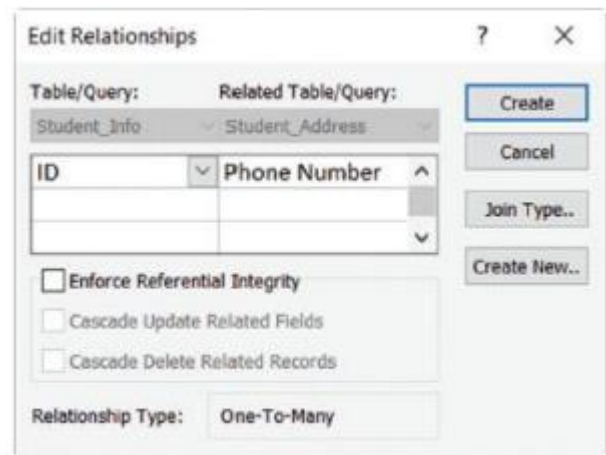 Edit Relationships ? ×
Table/Query: Related Table/Query:
Student_Info Student_Address
ID Phone Number
Enforce Referential Integrity
Cascade Update Related Fields
Cascade Delete Related Records
Relationship Type: One-To-Many
Create
Cancel
Join Type..
Create New..